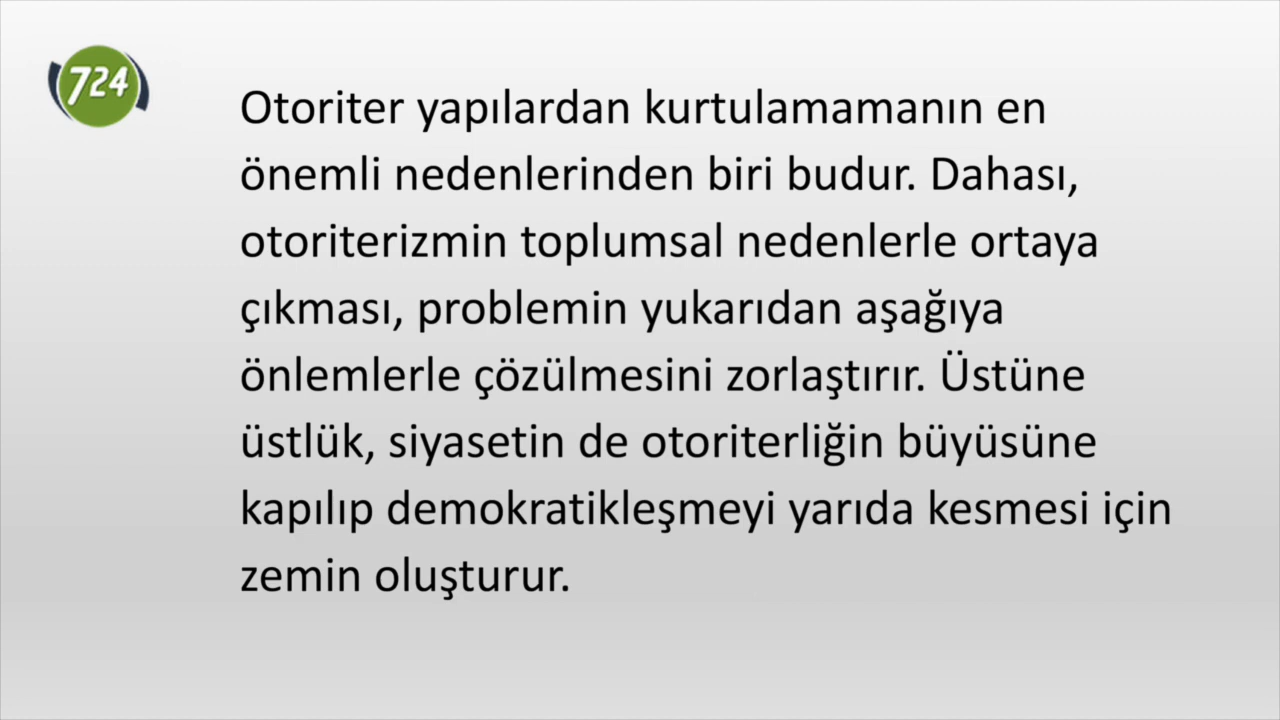 724
Otoriter yapılardan kurtulamamanın en
önemli nedenlerinden biri budur. Dahası,
otoriterizmin toplumsal nedenlerle ortaya
çıkması, problemin yukarıdan aşağıya
önlemlerle çözülmesini zorlaştırır. Üstüne
üstlük, siyasetin de otoriterliğin büyüsüne
kapılıp demokratikleşmeyi yarıda kesmesi için
zemin oluşturur.